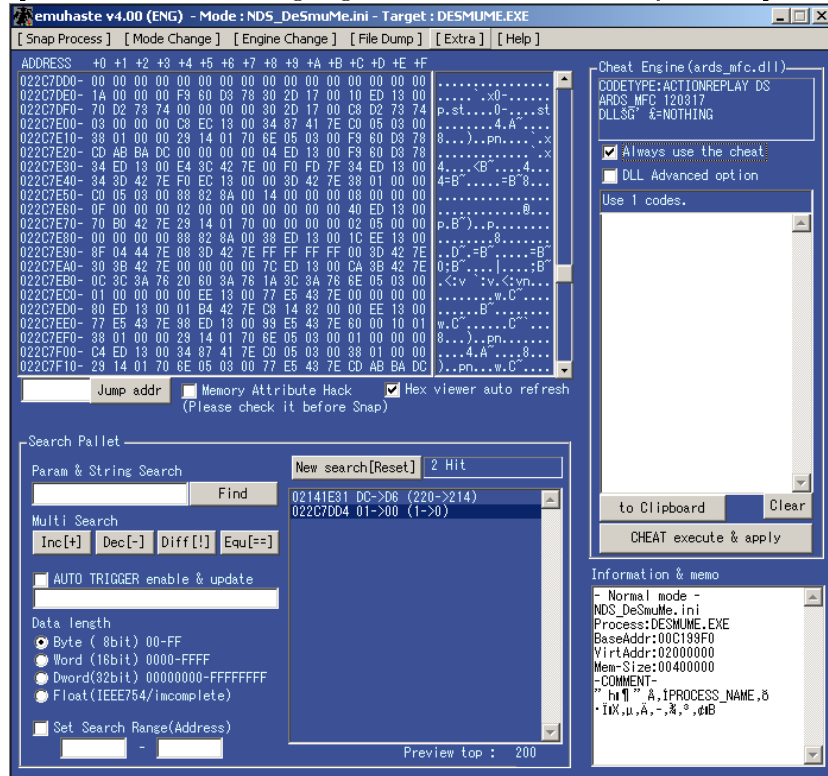 emuhaste v4.00 (ENG) - Mode : NDS_DeSmuMe.ini - Target : DESMUME.EXE
[ Snap Process ] [ Mode Change ] [ Engine Change ] [ File Dump ] [ Extra ] [ Help ]
ADDRESS +0 +1 +2 +3 +4 +5 +6 +7 +8 +9 +A +B +C +D +E +F
022C7DD0- 00 00 00 00 00 00 00 00 00 00 00 00 00 00 00 00 ................
022C7DE0- 1A 00 00 00 F9 60 D3 78 30 2D 17 00 10 ED 13 00
022C7DF0- 70 D2 73 74 00 00 00 00 30 2D 17 00 C8 D2 73 74
022C7E00- 03 00 00 00 C8 EC 13 00 34 87 41 7E C0 05 03 00
022C7E10- 38 01 00 00 29 14 01 70 6E 05 03 00 F9 60 D3 78
022C7E20- CD AB BA DC 00 00 00 00 04 ED 13 00 F9 60 D3 78
022C7E30- 34 ED 13 00 E4 3C 42 7E 00 F0 FD 7F 34 ED 13 00
022C7E40- 34 3D 42 7E F0 EC 13 00 00 3D 42 7E 38 01 00 00
022C7E50- C0 05 03 00 88 82 8A 00 14 00 00 00 08 00 00 00
022C7E60- 0F 00 00 00 02 00 00 00 00 00 00 00 40 ED 13 00
022C7E70- 70 B0 42 7E 29 14 01 70 00 00 00 00 02 05 00 00
022C7E80- 00 00 00 00 88 82 8A 00 38 ED 13 00 1C EE 13 00
022C7E90- 8F 04 44 7E 08 3D 42 7E FF FF FF FF 00 3D 42 7E
022C7EA0- 30 3B 42 7E 00 00 00 00 7C ED 13 00 CA 3B 42 7E
022C7EB0- 0C 3C 3A 76 20 60 3A 76 1A 3C 3A 76 6E 05 03 00
022C7EC0- 01 00 00 00 00 EE 13 00 77 E5 43 7E 00 00 00 00
022C7ED0- 80 ED 13 00 01 B4 42 7E C8 14 82 00 00 EE 13 00
022C7EE0- 77 E5 43 7E 98 ED 13 00 99 E5 43 7E 60 00 10 01
022C7EF0- 38 01 00 00 29 14 01 70 6E 05 03 00 01 00 00 00
022C7F00- C4 ED 13 00 34 87 41 7E C0 05 03 00 38 01 00 00
022C7F10- 29 14 01 70 6E 05 03 00 77 E5 43 7E CD AB BA DC
Jump addr Memory Attribute Hack Hex viewer auto refresh
(Please check it before Snap)
Search Pallet
Param & String Search
Find
Multi Search
Inc[+] Dec[-] Diff[!] Equ[==]
AUTO TRIGGER enable & update
Data length
Byte ( 8bit) 00-FF
Word (16bit) 0000-FFFF
Dword(32bit) 00000000-FFFFFFFF
Float(IEEE754/imcomplete)
Set Search Range(Address)
-
New search[Reset] 2 Hit
02141E31 DC->D6 (220->214)
022C7DD4 01->00 (1->0)
Preview top : 200
Cheat Engine(ards_mfc.dll)
CODETYPE:ACTIONREPLAY DS
ARDS MFC 120317
DLLŠG’ £=NOTHING
Always use the cheat
DLL Advanced option
Use 1 codes.
to Clipboard Clear
CHEAT execute & apply
Information & memo
- Normal mode -
NDS_DeSmuMe.ini
Process:DESMUME.EXE
BaseAddr:00C199F0
VirtAddr:02000000
Mem-Size:00400000
-COMMENT-